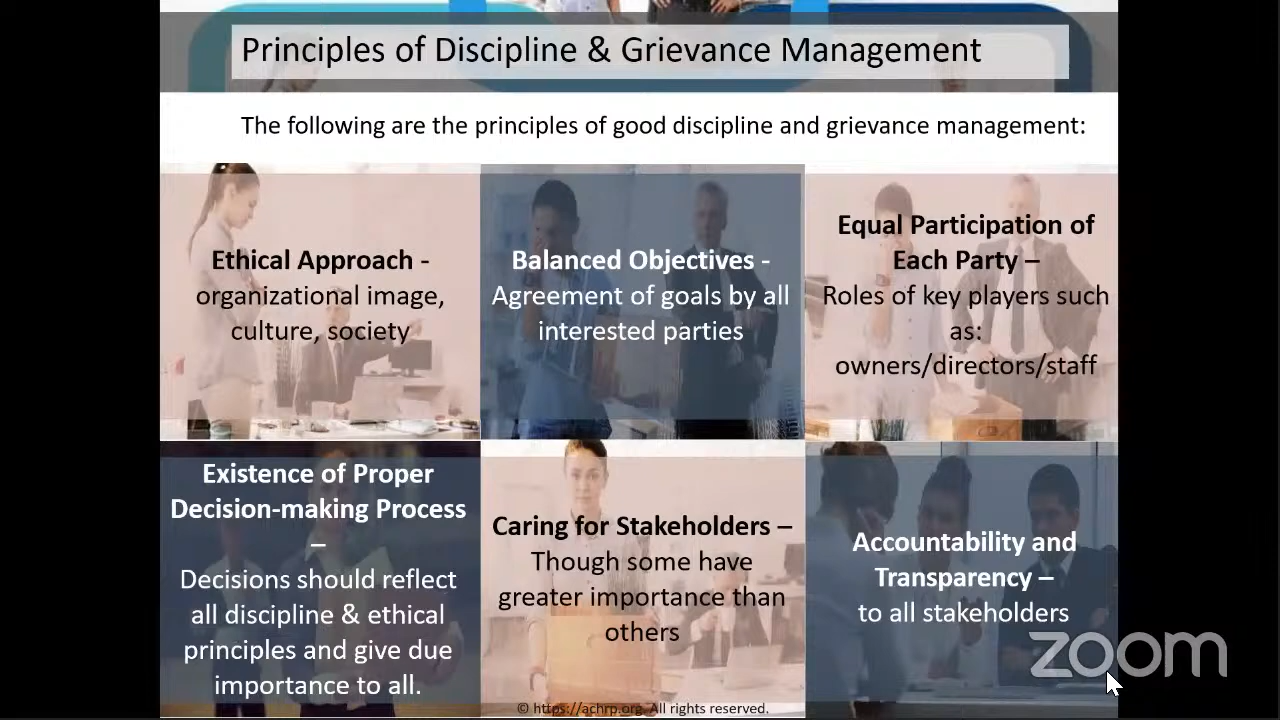 Principles of Discipline & Grievance Management
The following are the principles of good discipline and grievance management:
Ethical Approach -
organizational image,
culture, society
Balanced Objectives -
Agreement of goals by all
interested parties
Equal Participation of
Each Party –
Roles of key players such
as:
owners/directors/staff
Existence of Proper
Decision-making Process
–
Decisions should reflect
all discipline & ethical
principles and give due
importance to all.
Caring for Stakeholders –
Though some have
greater importance than
others
Accountability and
Transparency –
to all stakeholders
zoom
© https://achrp.org. All rights reserved.